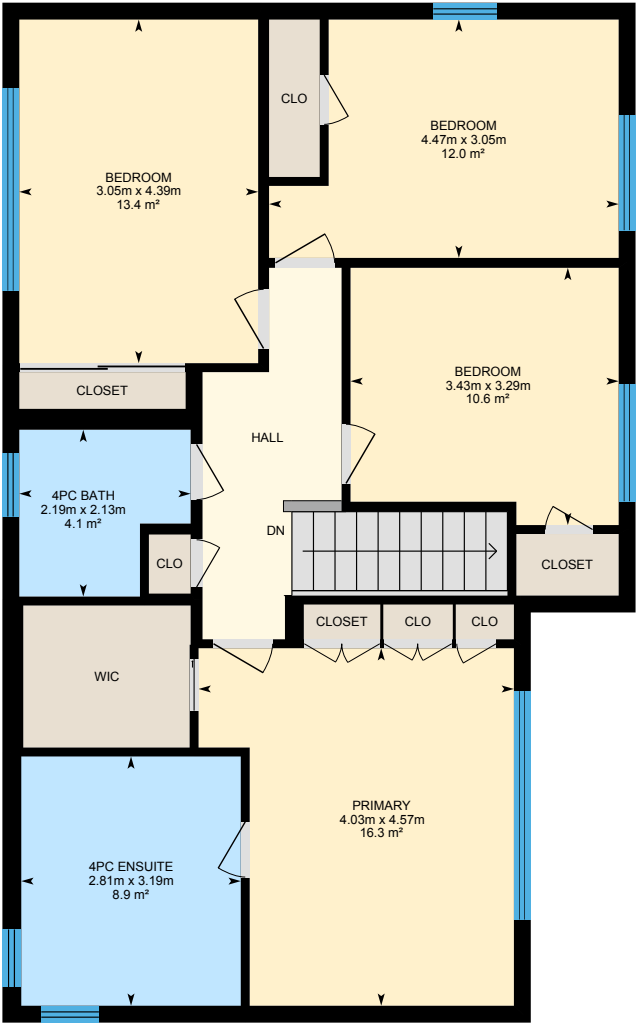 CLO
BEDROOM
4.47m x 3.05m
12.0 m²
BEDROOM
3.05m x 4.39m
13.4 m²
BEDROOM
3.43m x 3.29m
10.6 m²
CLOSET
HALL
4PC BATH
2.19m x 2.13m
4.1 m²
DN
CLO
CLOSET
CLOSET
CLO
CLO
WIC
PRIMARY
4.03m x 4.57m
16.3 m²
4PC ENSUITE
2.81m x 3.19m
8.9 m²